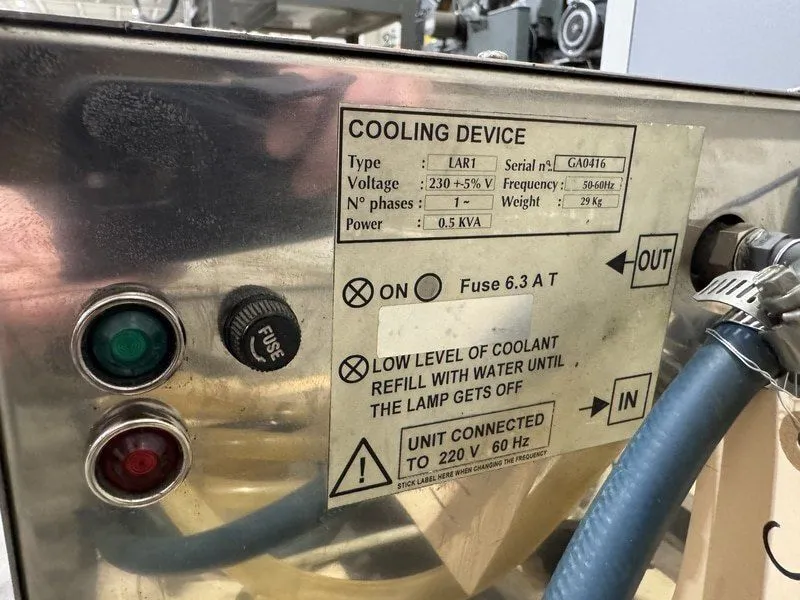 COOLING DEVICE
Type : LAR1 Serial nº. GA0416
Voltage : 230 +-5% V Frequency : 50-60Hz
N° phases : 1 ~ Weight : 29 Kg
Power : 0.5 KVA
OUT
ON Fuse 6.3 A T
FUSE
LOW LEVEL OF COOLANT
REFILL WITH WATER UNTIL
THE LAMP GETS OFF
IN
UNIT CONNECTED
TO 220 V 60 Hz
STICK LABEL HERE WHEN CHANGING THE FREQUENCY